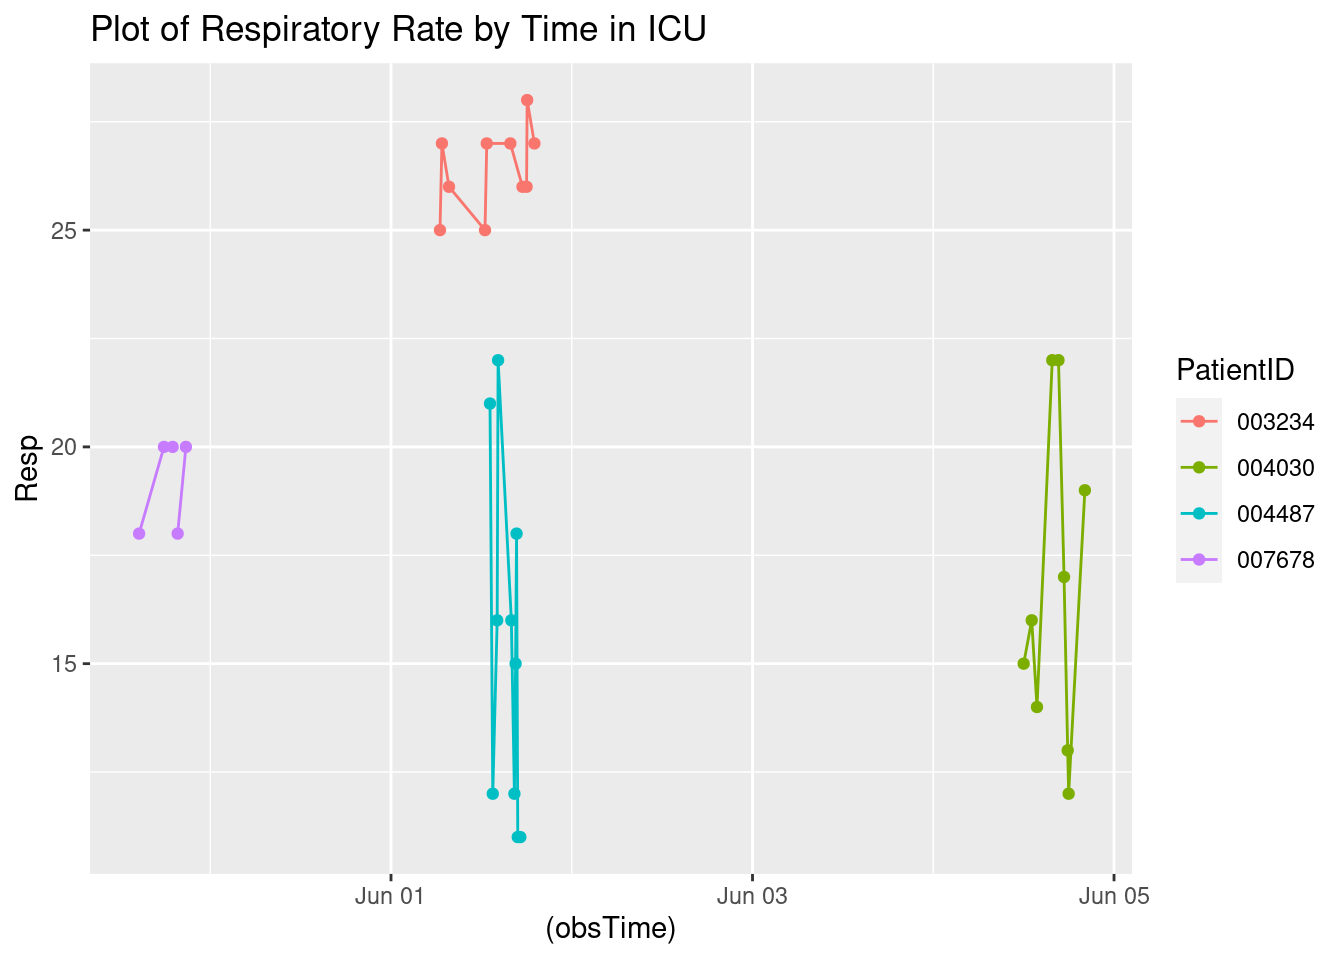 Plot of Respiratory Rate by Time in ICU
Resp
25
20
15
Jun 01
Jun 03
Jun 05
(obsTime)
PatientID
003234
004030
004487
007678